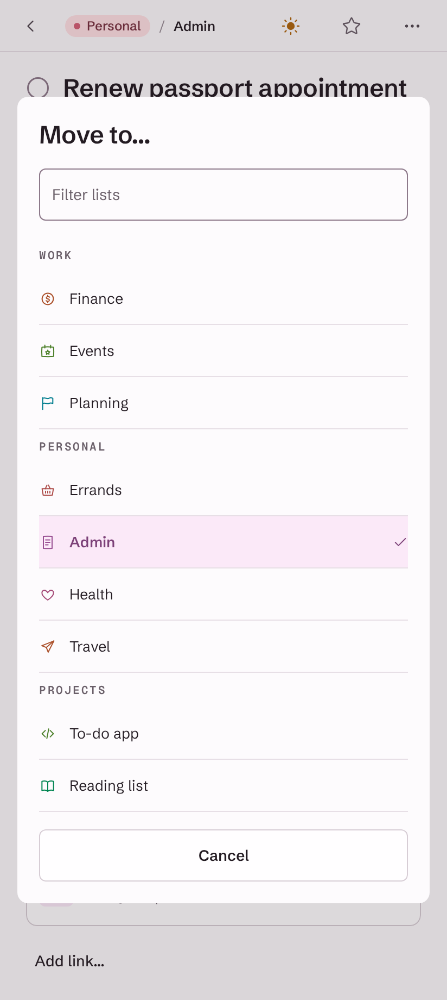 Personal / Admin
Renew passport appointment
Move to...
Filter lists
WORK
Finance
Events
Planning
PERSONAL
Errands
Admin
Health
Travel
PROJECTS
To-do app
Reading list
Cancel
Add link...